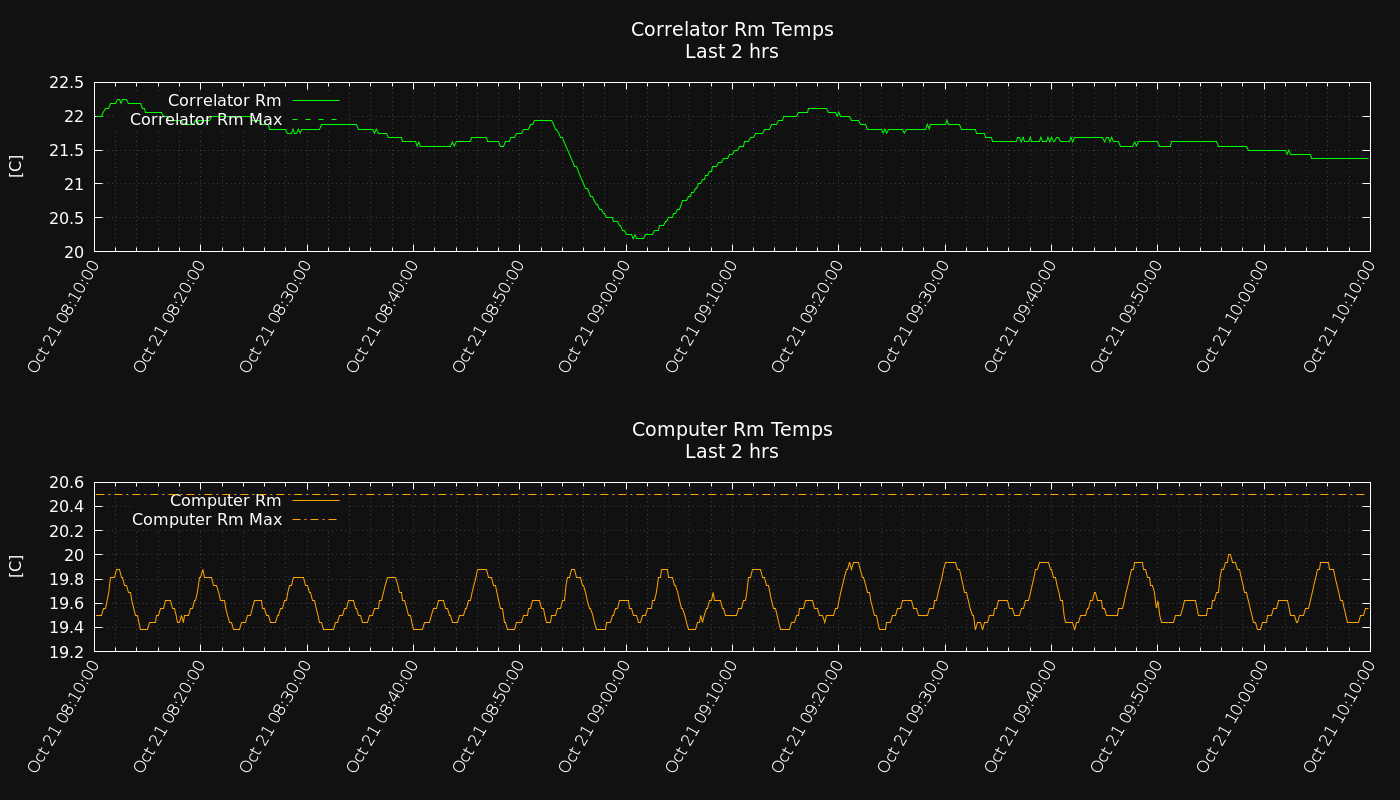 Correlator Rm Temps
Last 2 hrs
22.5
22
21.5
21
20.5
20
[C]
Correlator Rm
Correlator Rm Max
Oct 21 08:10:00
Oct 21 08:20:00
Oct 21 08:30:00
Oct 21 08:40:00
Oct 21 08:50:00
Oct 21 09:00:00
Oct 21 09:10:00
Oct 21 09:20:00
Oct 21 09:30:00
Oct 21 09:40:00
Oct 21 09:50:00
Oct 21 10:00:00
Oct 21 10:10:00
Computer Rm Temps
Last 2 hrs
20.6
20.4
20.2
20
19.8
19.6
19.4
19.2
[C]
Computer Rm
Computer Rm Max
Oct 21 08:10:00
Oct 21 08:20:00
Oct 21 08:30:00
Oct 21 08:40:00
Oct 21 08:50:00
Oct 21 09:00:00
Oct 21 09:10:00
Oct 21 09:20:00
Oct 21 09:30:00
Oct 21 09:40:00
Oct 21 09:50:00
Oct 21 10:00:00
Oct 21 10:10:00